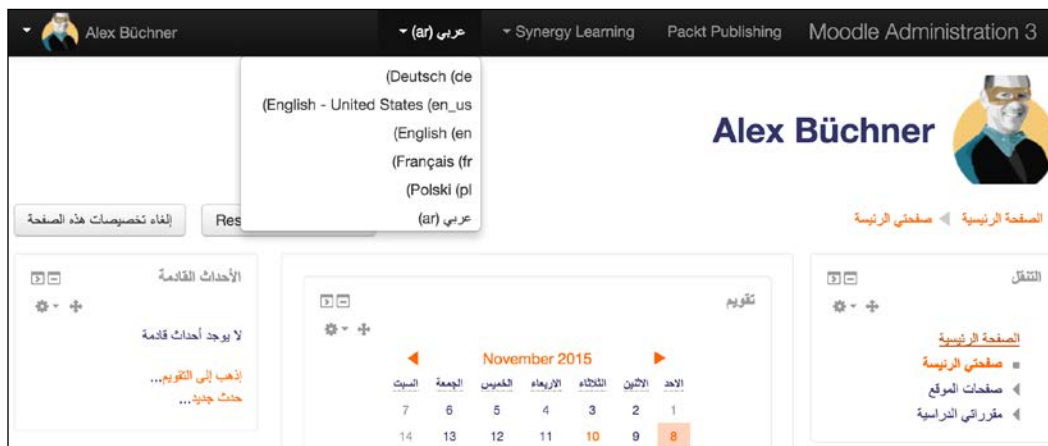 Moodle Administration 3
Packt Publishing
Synergy Learning
عربي (ar)
Alex Büchner
(Deutsch (de
(English - United States (en_us
(English (en
(Français (fr
(Polski (pl
عربي (ar)
Alex Büchner
الصفحة الرئيسية
صفحتي الرئيسة
Res
إلغاء تخصيصات هذه الصفحة
التنقل
الصفحة الرئيسية
صفحتي الرئيسة
صفحات الموقع
مقرراتي الدراسية
تقويم
November 2015
الأحد الاثنين الثلاثاء الاربعاء الخميس الجمعة السبت
1 2 3 4 5 6 7
8 9 10 11 12 13 14
الأحداث القادمة
لا يوجد أحداث قادمة
إذهب إلى التقويم...
حدث جديد...